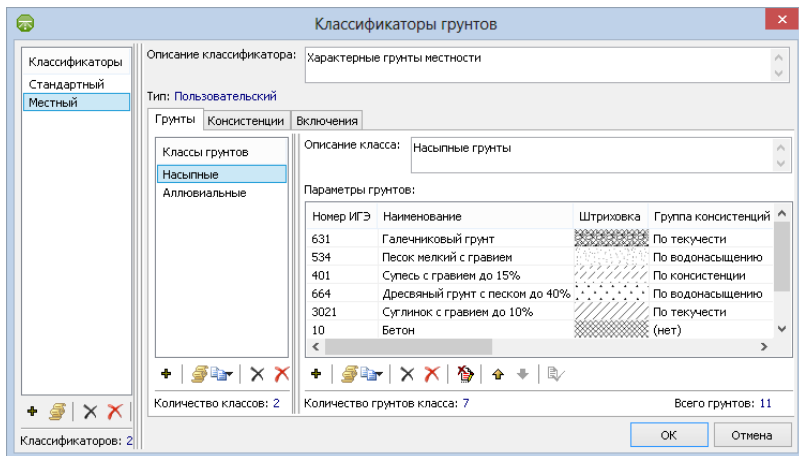 Классификаторы грунтов
Классификаторы
Стандартный
Местный
Классификаторов: 2
Описание классификатора: Характерные грунты местности
Тип: Пользовательский
Грунты Консистенции Включения
Классы грунтов
Насыпные
Аллювиальные
Количество классов: 2
Описание класса: Насыпные грунты
Параметры грунтов:
Номер ИГЭ Наименование Штриховка Группа консистенций
631 Галечниковый грунт По текучести
534 Песок мелкий с гравием По водонасыщению
401 Супесь с гравием до 15% По консистенции
664 Дресвяный грунт с песком до 40% По водонасыщению
3021 Суглинок с гравием до 10% По текучести
10 Бетон (нет)
Количество грунтов класса: 7 Всего грунтов: 11
ОК Отмена